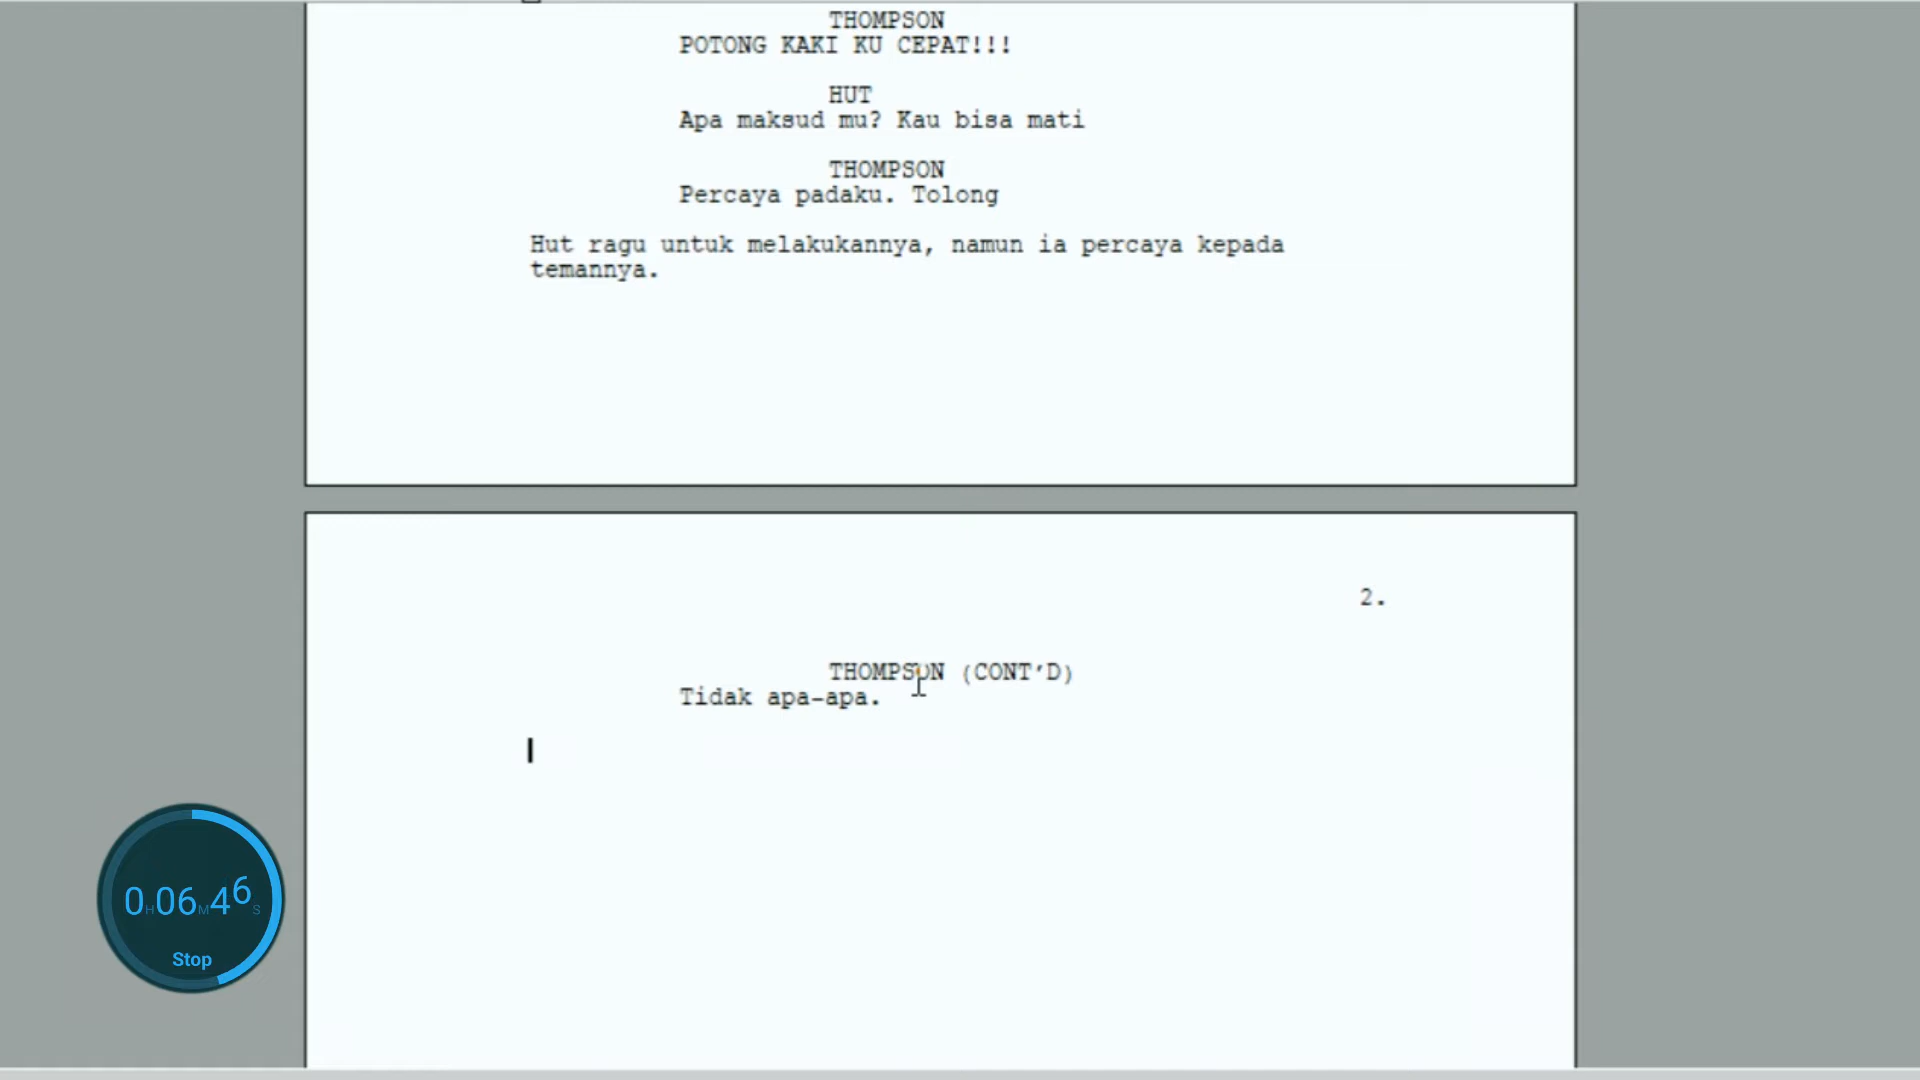 THOMPSON
POTONG KAKI KU CEPAT!!!
HUT
Apa maksud mu? Kau bisa mati
THOMPSON
Percaya padaku. Tolong
Hut ragu untuk melakukannya, namun ia percaya kepada
temannya.
2.
THOMPSON (CONT'D)
Tidak apa-apa.
0H06M46S
Stop